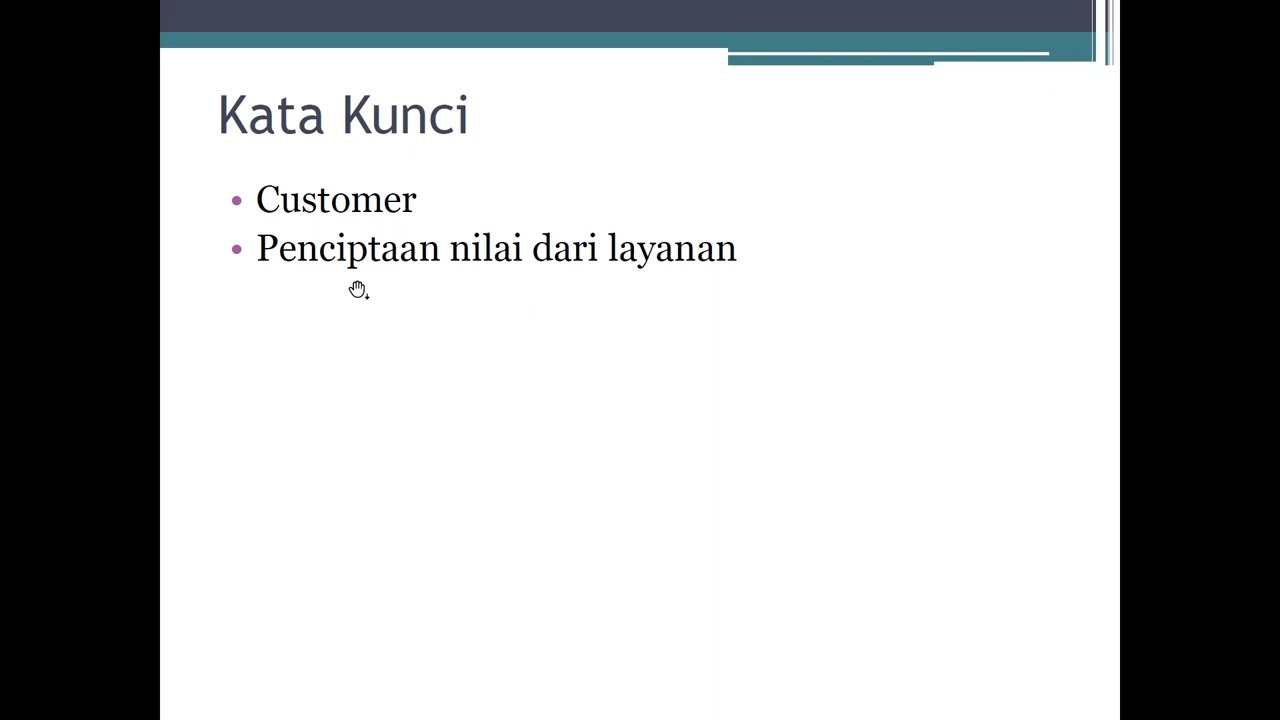 Kata Kunci
• Customer
• Penciptaan nilai dari layanan